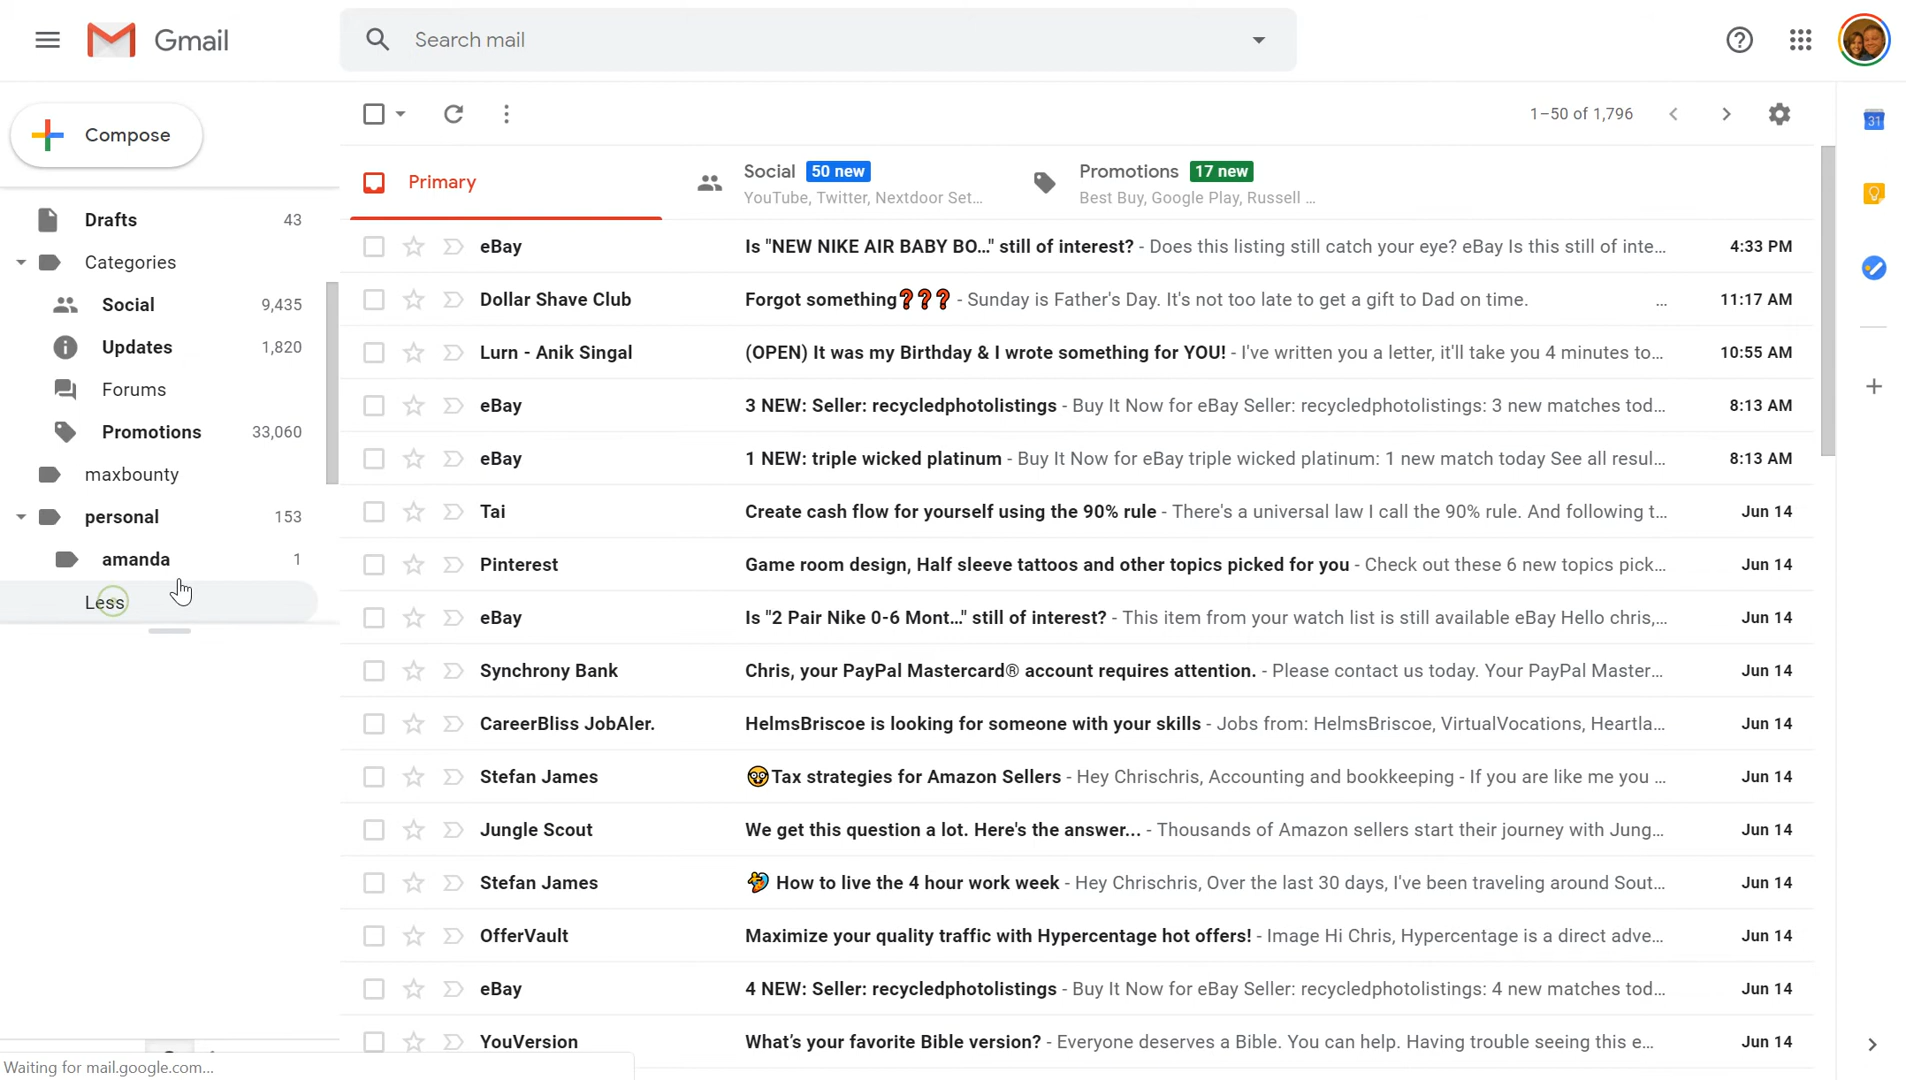 Gmail
Search mail
Compose
1–50 of 1,796
31
Primary
Social 50 new
YouTube, Twitter, Nextdoor Set...
Promotions 17 new
Best Buy, Google Play, Russell ...
Drafts 43
Categories
Social 9,435
Updates 1,820
Forums
Promotions 33,060
maxbounty
personal 153
amanda 1
Less
eBay Is "NEW NIKE AIR BABY BO..." still of interest? - Does this listing still catch your eye? eBay Is this still of inte... 4:33 PM
Dollar Shave Club Forgot something❓❓❓ - Sunday is Father's Day. It's not too late to get a gift to Dad on time. ... 11:17 AM
Lurn - Anik Singal (OPEN) It was my Birthday & I wrote something for YOU! - I've written you a letter, it'll take you 4 minutes to... 10:55 AM
eBay 3 NEW: Seller: recycledphotolistings - Buy It Now for eBay Seller: recycledphotolistings: 3 new matches tod... 8:13 AM
eBay 1 NEW: triple wicked platinum - Buy It Now for eBay triple wicked platinum: 1 new match today See all resul... 8:13 AM
Tai Create cash flow for yourself using the 90% rule - There's a universal law I call the 90% rule. And following t... Jun 14
Pinterest Game room design, Half sleeve tattoos and other topics picked for you - Check out these 6 new topics pick... Jun 14
eBay Is "2 Pair Nike 0-6 Mont..." still of interest? - This item from your watch list is still available eBay Hello chris,... Jun 14
Synchrony Bank Chris, your PayPal Mastercard® account requires attention. - Please contact us today. Your PayPal Master... Jun 14
CareerBliss JobAler. HelmsBriscoe is looking for someone with your skills - Jobs from: HelmsBriscoe, VirtualVocations, Heartla... Jun 14
Stefan James Tax strategies for Amazon Sellers - Hey Chrischris, Accounting and bookkeeping - If you are like me you ... Jun 14
Jungle Scout We get this question a lot. Here's the answer... - Thousands of Amazon sellers start their journey with Jung... Jun 14
Stefan James How to live the 4 hour work week - Hey Chrischris, Over the last 30 days, I've been traveling around Sout... Jun 14
OfferVault Maximize your quality traffic with Hypercentage hot offers! - Image Hi Chris, Hypercentage is a direct adve... Jun 14
eBay 4 NEW: Seller: recycledphotolistings - Buy It Now for eBay Seller: recycledphotolistings: 4 new matches tod... Jun 14
YouVersion What's your favorite Bible version? - Everyone deserves a Bible. You can help. Having trouble seeing this e... Jun 14
Waiting for mail.google.com...